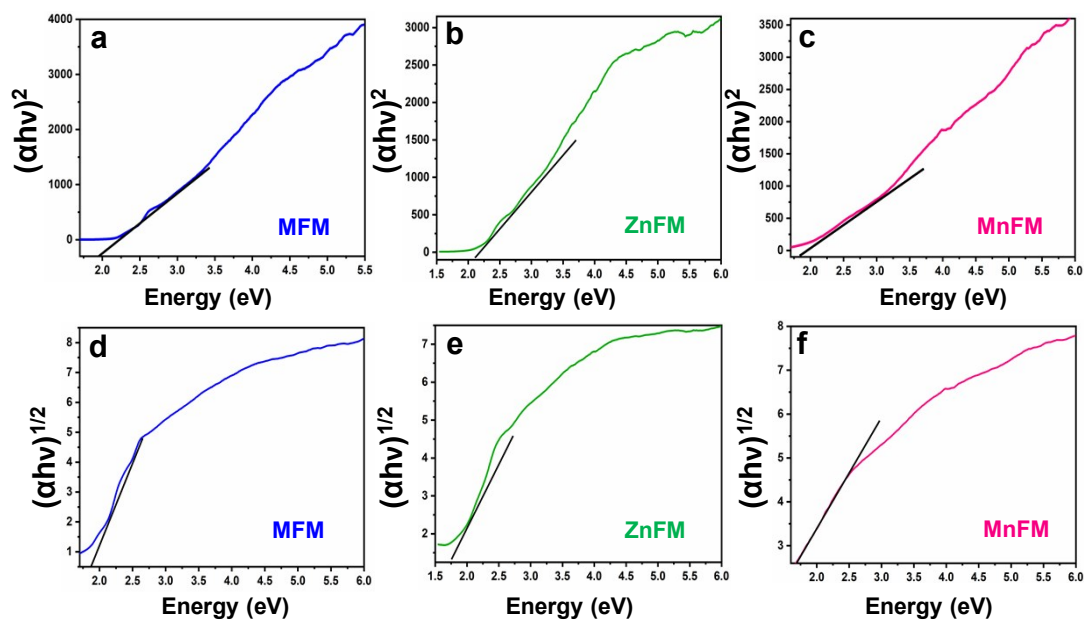 a
(αhν)²
4000
3000
2000
1000
0
2.0 2.5 3.0 3.5 4.0 4.5 5.0 5.5
Energy (eV)
MFM
b
(αhν)²
3000
2500
2000
1500
1000
500
0
1.5 2.0 2.5 3.0 3.5 4.0 4.5 5.0 5.5 6.0
Energy (eV)
ZnFM
c
(αhν)²
3500
3000
2500
2000
1500
1000
500
0
2.0 2.5 3.0 3.5 4.0 4.5 5.0 5.5 6.0
Energy (eV)
MnFM
d
(αhν)1/2
8
7
6
5
4
3
2
1
2.0 2.5 3.0 3.5 4.0 4.5 5.0 5.5 6.0
Energy (eV)
MFM
e
(αhν)1/2
7
6
5
4
3
2
1.5 2.0 2.5 3.0 3.5 4.0 4.5 5.0 5.5 6.0
Energy (eV)
ZnFM
f
(αhν)1/2
8
7
6
5
4
3
2.0 2.5 3.0 3.5 4.0 4.5 5.0 5.5 6.0
Energy (eV)
MnFM